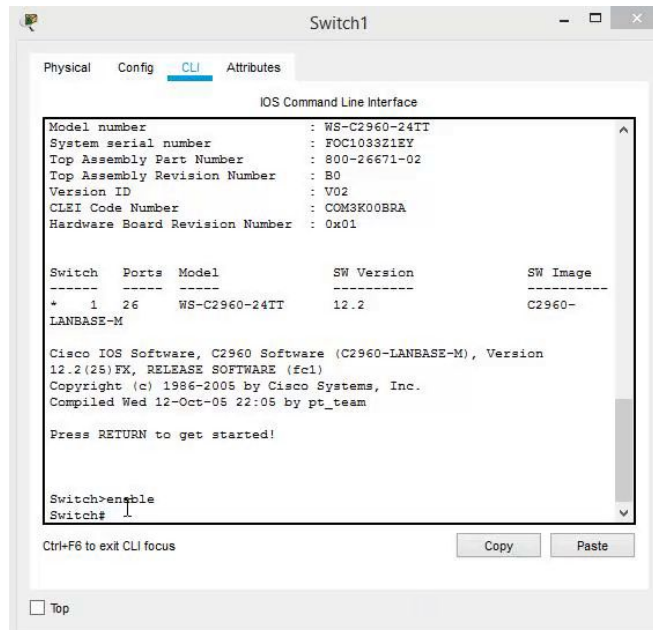 Switch1
Physical Config CLI Attributes
IOS Command Line Interface
Model number : WS-C2960-24TT
System serial number : FOC1033Z1EY
Top Assembly Part Number : 800-26671-02
Top Assembly Revision Number : B0
Version ID : V02
CLEI Code Number : COM3K00BRA
Hardware Board Revision Number : 0x01
Switch Ports Model SW Version SW Image
------ ----- ----- ---------- ----------
* 1 26 WS-C2960-24TT 12.2 C2960-
LANBASE-M
Cisco IOS Software, C2960 Software (C2960-LANBASE-M), Version
12.2(25)FX, RELEASE SOFTWARE (fc1)
Copyright (c) 1986-2005 by Cisco Systems, Inc.
Compiled Wed 12-Oct-05 22:05 by pt_team
Press RETURN to get started!
Switch>enable
Switch#
Ctrl+F6 to exit CLI focus Copy Paste
Top